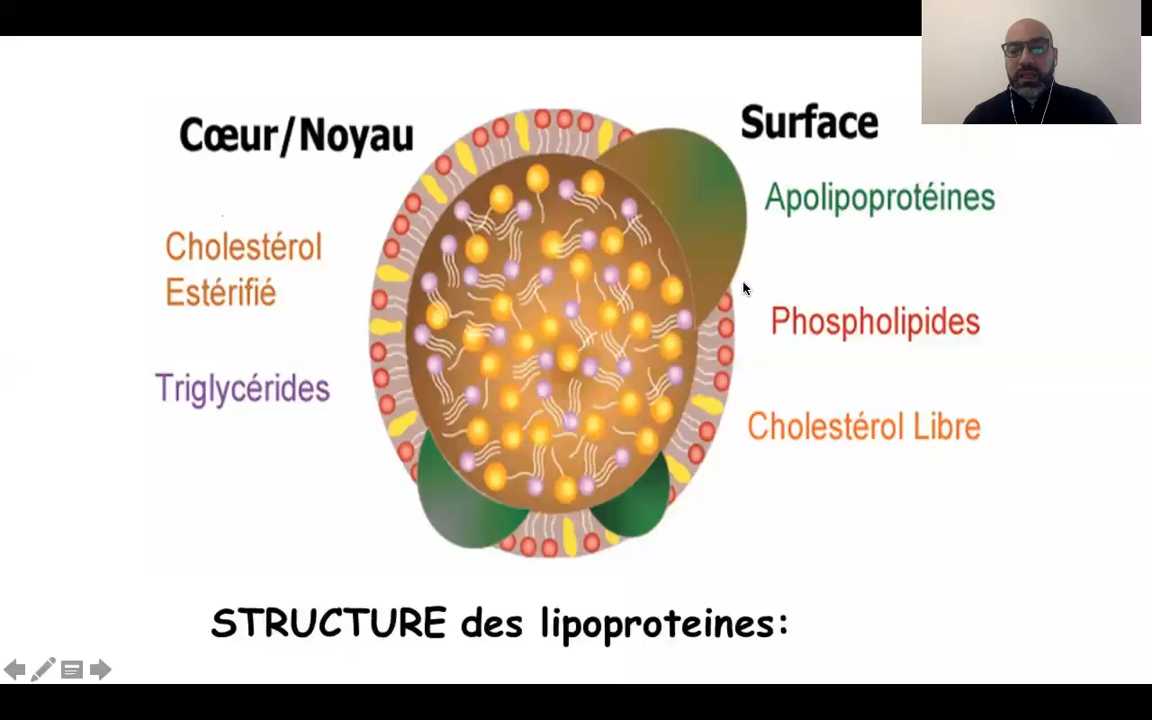 Cœur/Noyau
Surface
Apolipoprotéines
Cholestérol
Estérifié
Phospholipides
Triglycérides
Cholestérol Libre
STRUCTURE des lipoproteines: